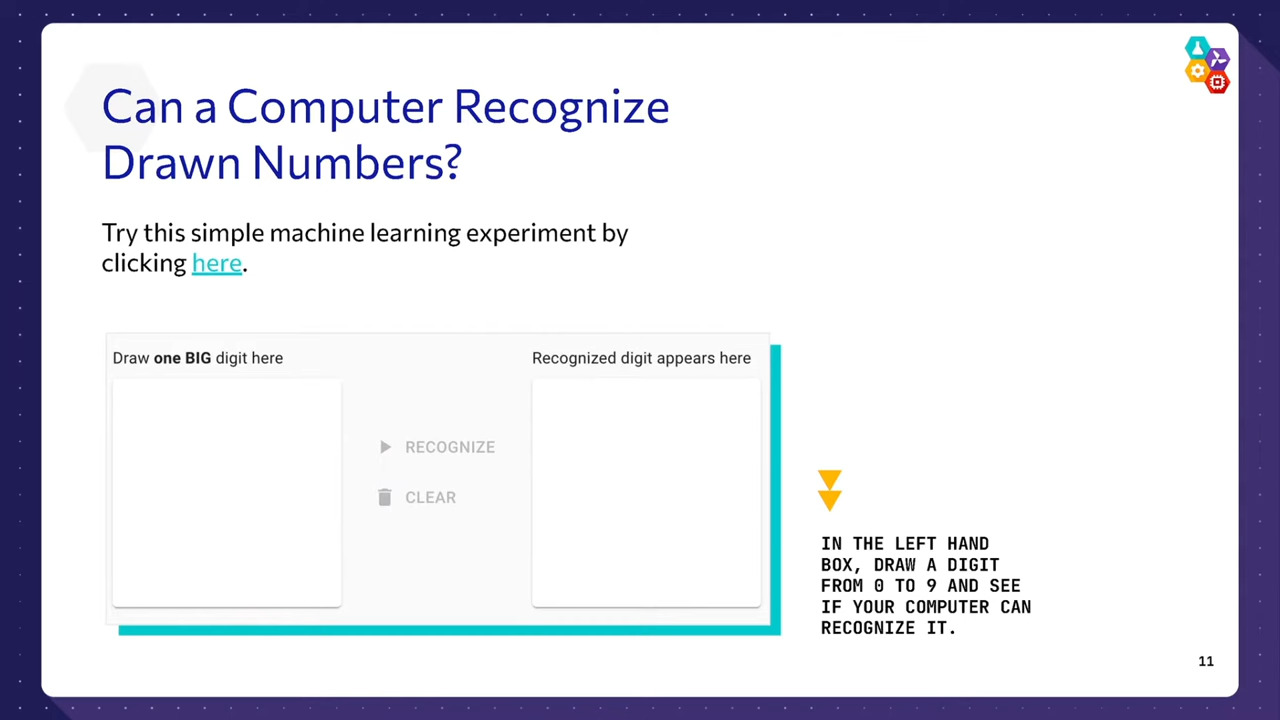 Can a Computer Recognize
Drawn Numbers?
Try this simple machine learning experiment by
clicking here.
Draw one BIG digit here
Recognized digit appears here
RECOGNIZE
CLEAR
IN THE LEFT HAND
BOX, DRAW A DIGIT
FROM 0 TO 9 AND SEE
IF YOUR COMPUTER CAN
RECOGNIZE IT.
11